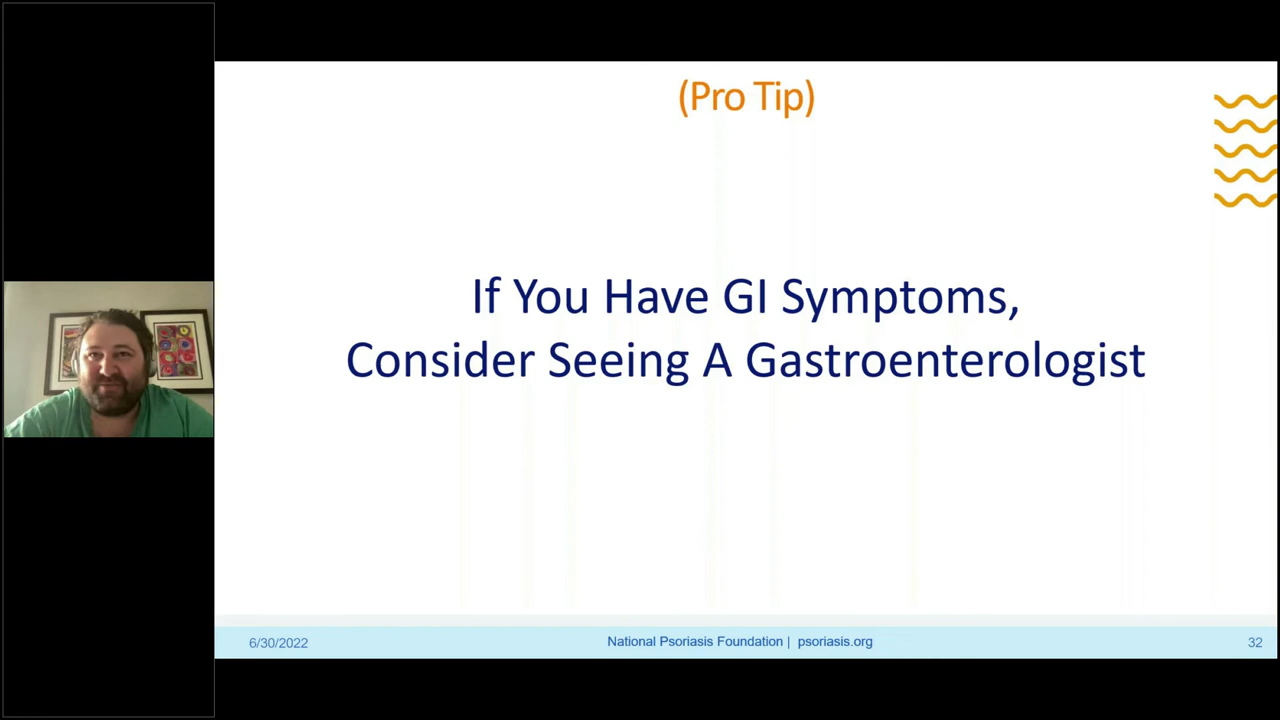 (Pro Tip)
If You Have GI Symptoms,
Consider Seeing A Gastroenterologist
6/30/2022
National Psoriasis Foundation | psoriasis.org
32